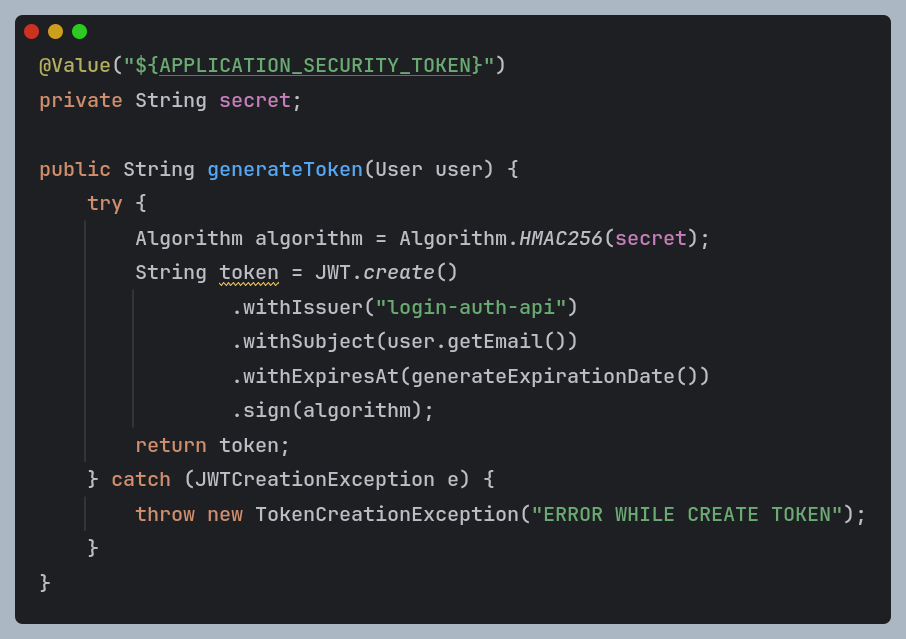 @Value("${APPLICATION_SECURITY_TOKEN}")
private String secret;

public String generateToken(User user) {
    try {
        Algorithm algorithm = Algorithm.HMAC256(secret);
        String token = JWT.create()
                .withIssuer("login-auth-api")
                .withSubject(user.getEmail())
                .withExpiresAt(generateExpirationDate())
                .sign(algorithm);
        return token;
    } catch (JWTCreationException e) {
        throw new TokenCreationException("ERROR WHILE CREATE TOKEN");
    }
}